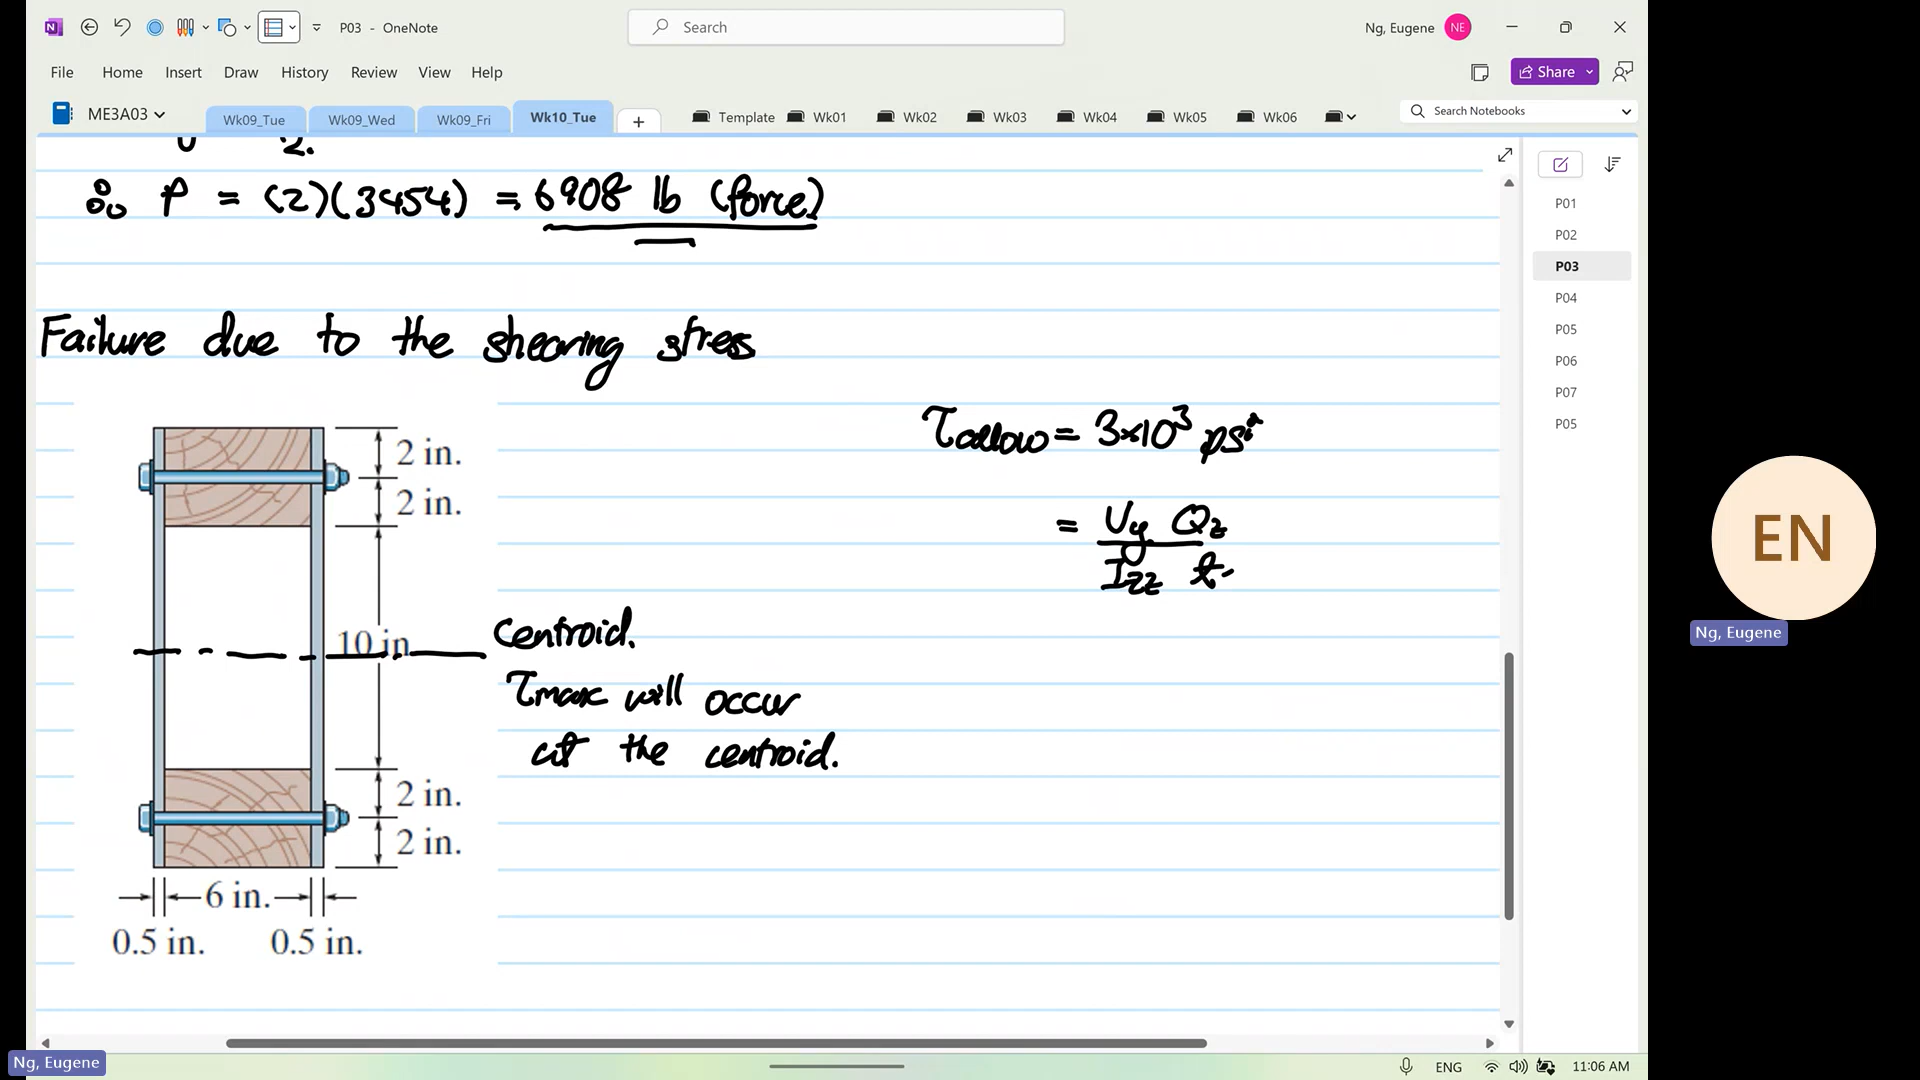 P03 - OneNote
Search
Ng, Eugene
NE
File Home Insert Draw History Review View Help
Share
ME3A03
Wk09_Tue Wk09_Wed Wk09_Fri Wk10_Tue + Template Wk01 Wk02 Wk03 Wk04 Wk05 Wk06
Search Notebooks
P01
P02
P03
P04
P05
P06
P07
P05
∴ P = (2)(3454) = 6908 lb (force)
Failure due to the shearing stress
τallow = 3×10³ psi
= Vy Qz
Izz t
2 in.
2 in.
10 in
2 in.
2 in.
6 in.
0.5 in. 0.5 in.
Centroid.
τmax will occur
at the centroid.
EN
Ng, Eugene
Ng, Eugene
ENG 11:06 AM